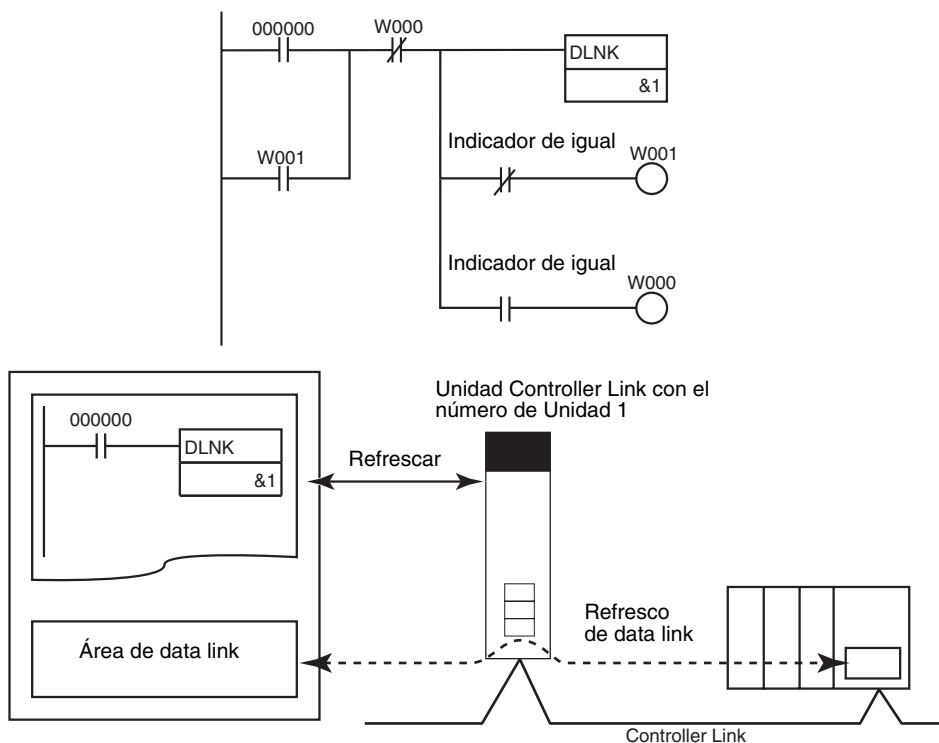 000000
W000
DLNK
&1
W001
Indicador de igual
W001
Indicador de igual
W000
Unidad Controller Link con el
número de Unidad 1
000000
DLNK
&1
Refrescar
Refresco
de data link
Área de data link
Controller Link